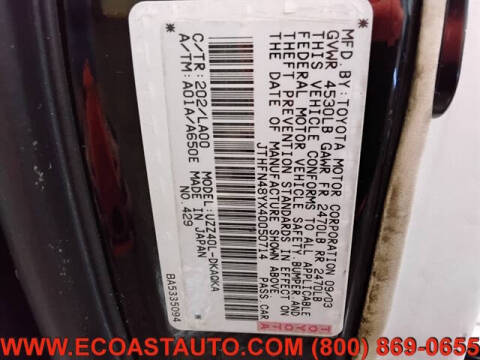 MFD. BY: TOYOTA MOTOR CORPORATION 09/03
GVWR 4530LB GAWR FR 2470LB RR 2470LB
THIS VEHICLE CONFORMS TO ALL APPLICABLE
FEDERAL MOTOR VEHICLE SAFETY, BUMPER AND
THEFT PREVENTION STANDARDS IN EFFECT ON
THE DATE OF MANUFACTURE SHOWN ABOVE.
JTHFN48YX40050714 PASS CAR
C/TR: 202/LA00 MODEL: UZZ40L-DKAQKA
A/TM: A01A/A650E MADE IN JAPAN
NO. 429
BA5335094
TOYOTA
WWW.ECOASTAUTO.COM (800) 869-0655